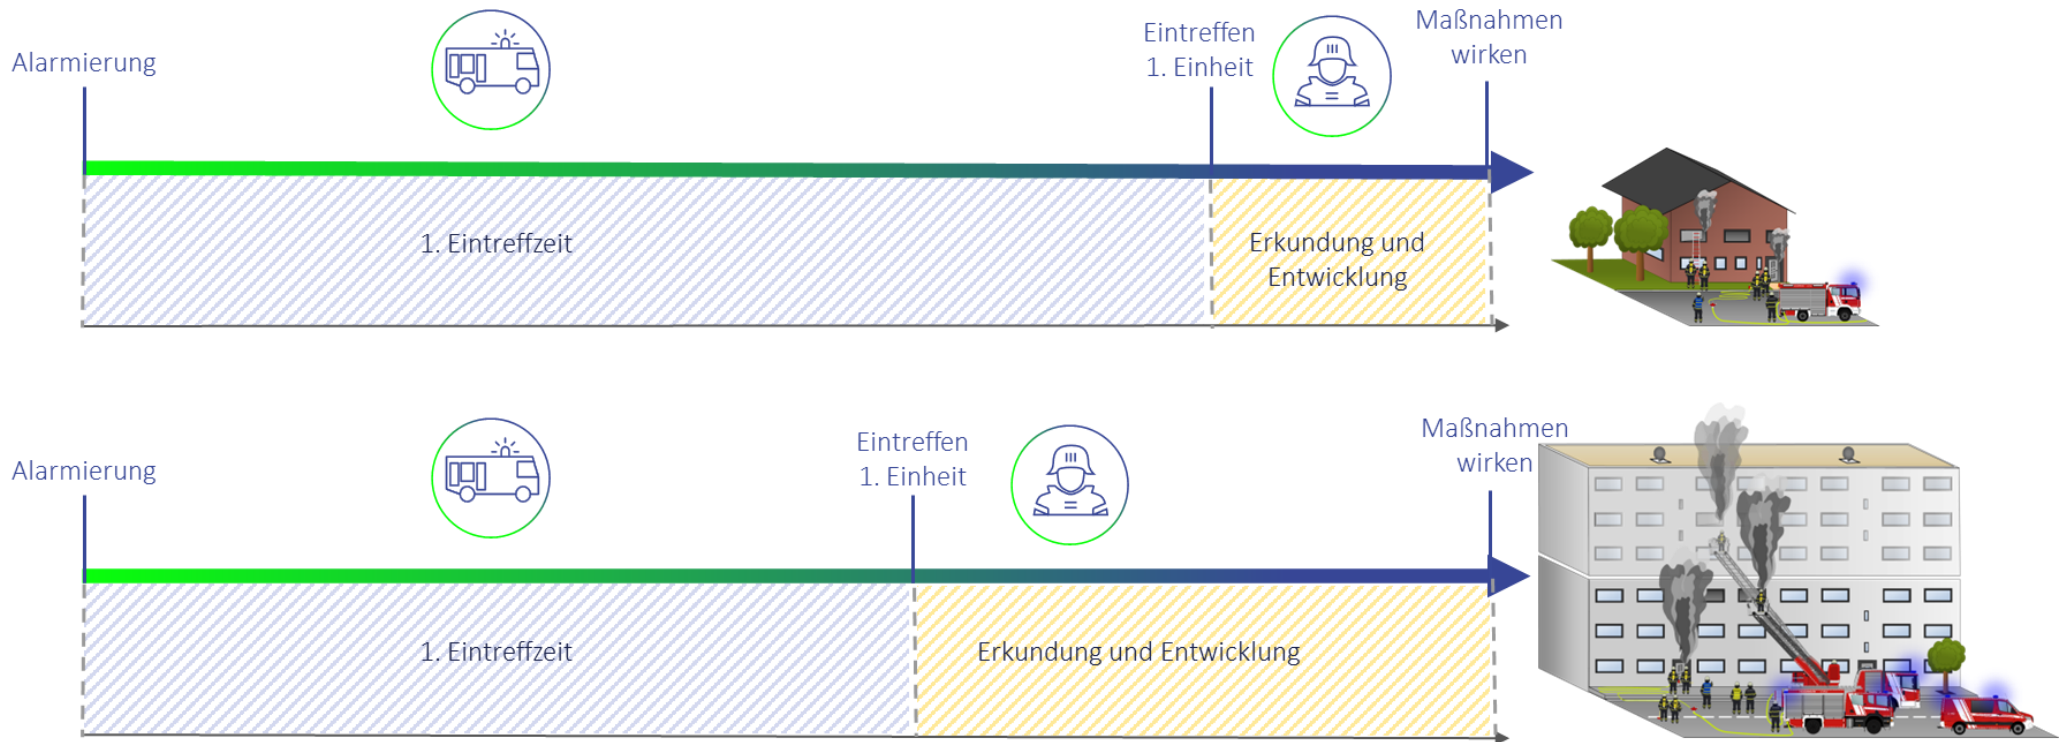 Alarmierung
Eintreffen
1. Einheit
Maßnahmen
wirken
1. Eintreffzeit
Erkundung und
Entwicklung
Alarmierung
Eintreffen
1. Einheit
Maßnahmen
wirken
1. Eintreffzeit
Erkundung und Entwicklung